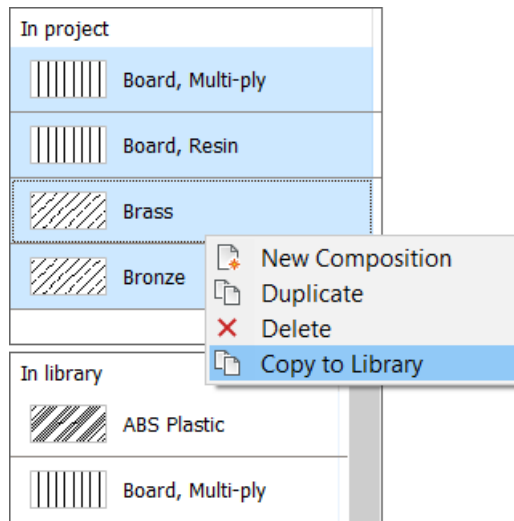 In project
Board, Multi-ply
Board, Resin
Brass
Bronze
New Composition
Duplicate
Delete
Copy to Library
In library
ABS Plastic
Board, Multi-ply